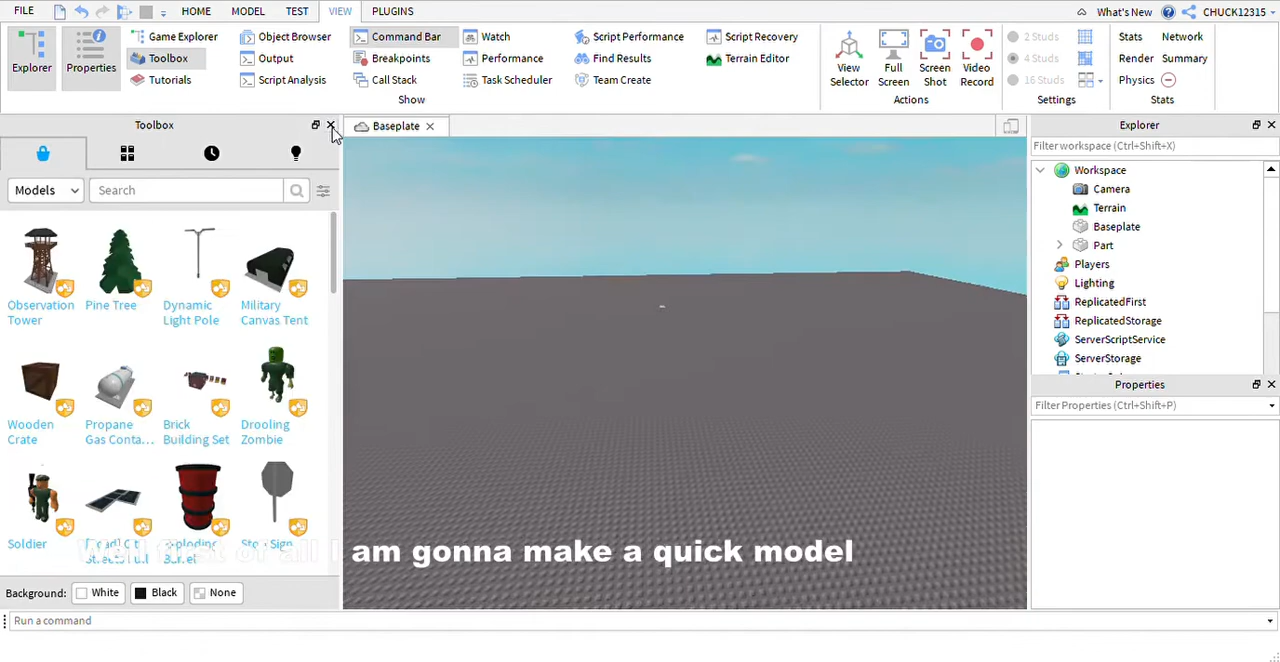 FILE HOME MODEL TEST VIEW PLUGINS What's New CHUCK12315
Explorer
Properties
Game Explorer
Toolbox
Tutorials
Object Browser
Output
Script Analysis
Command Bar
Breakpoints
Call Stack
Watch
Performance
Task Scheduler
Script Performance
Find Results
Team Create
Script Recovery
Terrain Editor
Show
View Selector
Full Screen
Screen Shot
Video Record
Actions
2 Studs
4 Studs
16 Studs
Settings
Stats Network
Render Summary
Physics
Stats
Toolbox
Models Search
Observation Tower
Pine Tree
Dynamic Light Pole
Military Canvas Tent
Wooden Crate
Propane Gas Conta...
Brick Building Set
Drooling Zombie
Soldier
Stop Sign
Background: White Black None
Run a command
Baseplate
Well first of all I am gonna make a quick model
Explorer
Filter workspace (Ctrl+Shift+X)
Workspace
Camera
Terrain
Baseplate
Part
Players
Lighting
ReplicatedFirst
ReplicatedStorage
ServerScriptService
ServerStorage
Properties
Filter Properties (Ctrl+Shift+P)